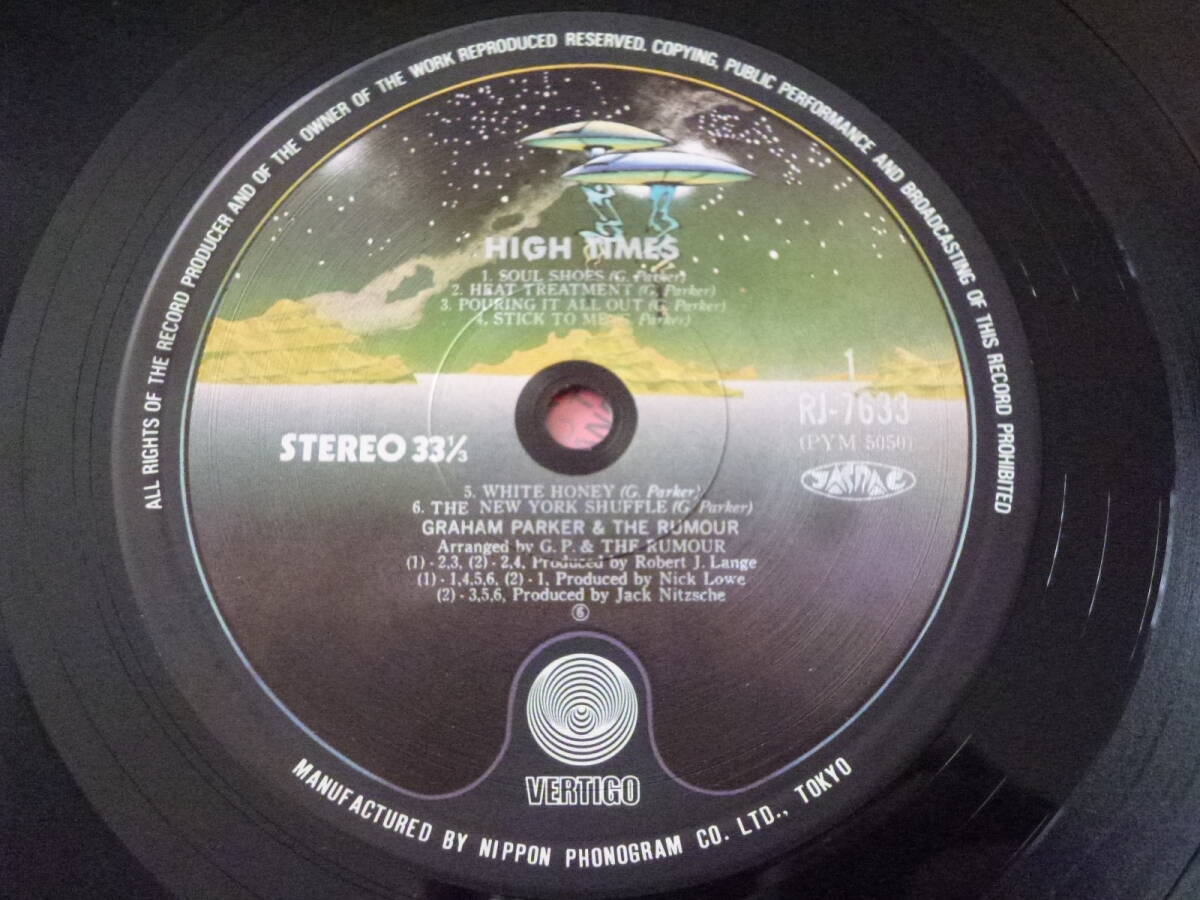 ALL RIGHTS OF THE RECORD PRODUCER AND OF THE OWNER OF THE WORK REPRODUCED RESERVED. COPYING, PUBLIC PERFORMANCE AND BROADCASTING OF THIS RECORD PROHIBITED
HIGH TIMES
1. SOUL SHOES (G. Parker)
2. HEAT TREATMENT (G. Parker)
3. POURING IT ALL OUT (G. Parker)
4. STICK TO ME (G. Parker)
1
RJ-7633
(PYM 5050)
STEREO 33⅓
JASRAC
5. WHITE HONEY (G. Parker)
6. THE NEW YORK SHUFFLE (G. Parker)
GRAHAM PARKER & THE RUMOUR
Arranged by G. P. & THE RUMOUR
(1) - 2,3, (2) - 2,4, Produced by Robert J. Lange
(1) - 1,4,5,6, (2) - 1, Produced by Nick Lowe
(2) - 3,5,6, Produced by Jack Nitzsche
⑥
VERTIGO
MANUFACTURED BY NIPPON PHONOGRAM CO. LTD., TOKYO